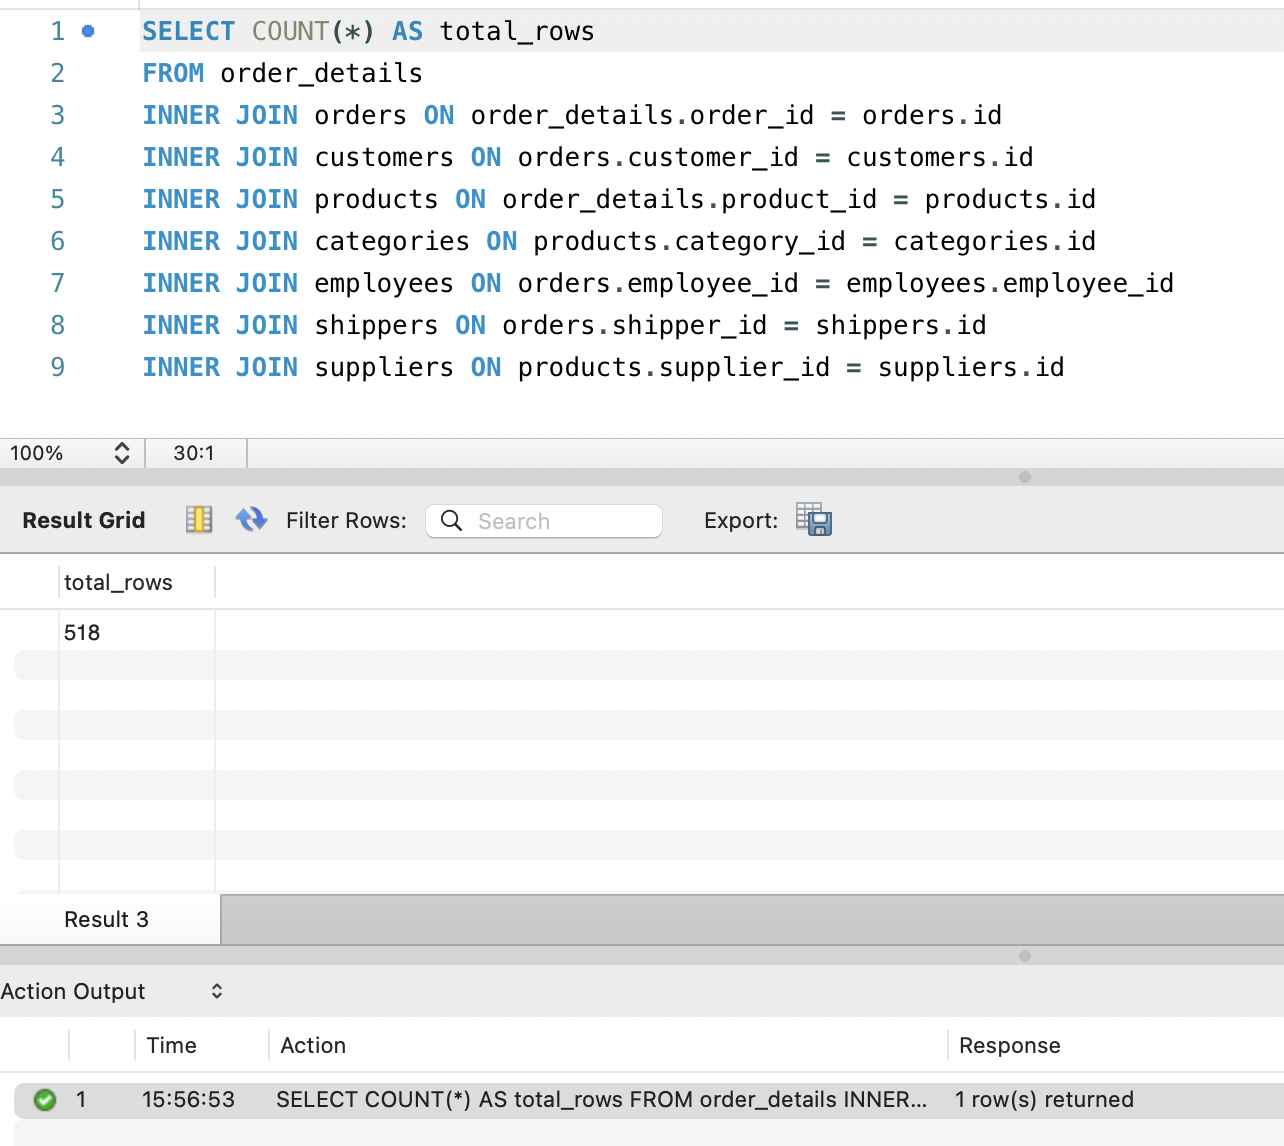 1 SELECT COUNT(*) AS total_rows
2 FROM order_details
3 INNER JOIN orders ON order_details.order_id = orders.id
4 INNER JOIN customers ON orders.customer_id = customers.id
5 INNER JOIN products ON order_details.product_id = products.id
6 INNER JOIN categories ON products.category_id = categories.id
7 INNER JOIN employees ON orders.employee_id = employees.employee_id
8 INNER JOIN shippers ON orders.shipper_id = shippers.id
9 INNER JOIN suppliers ON products.supplier_id = suppliers.id
100% 30:1
Result Grid Filter Rows: Search Export:
total_rows
518
Result 3
Action Output
Time Action Response
1 15:56:53 SELECT COUNT(*) AS total_rows FROM order_details INNER... 1 row(s) returned